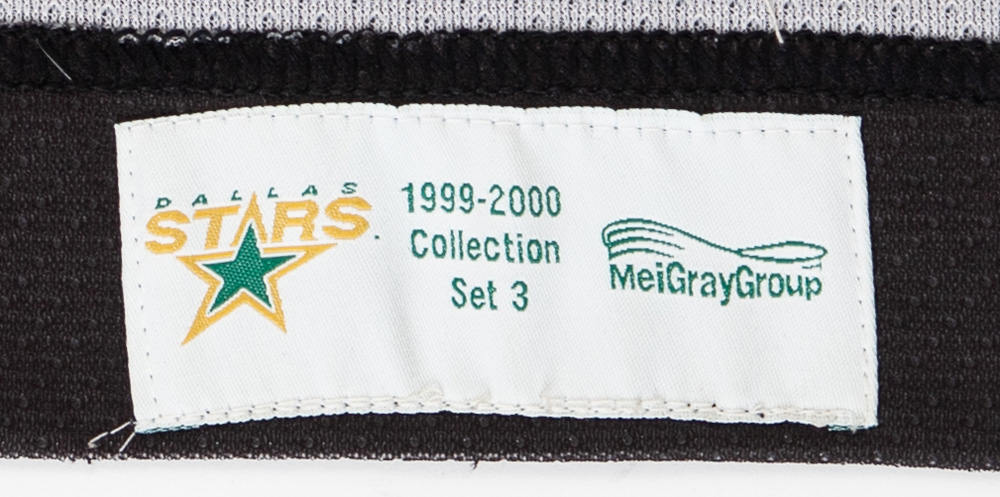 DALLAS
STARS
1999-2000
Collection
Set 3
MeiGrayGroup